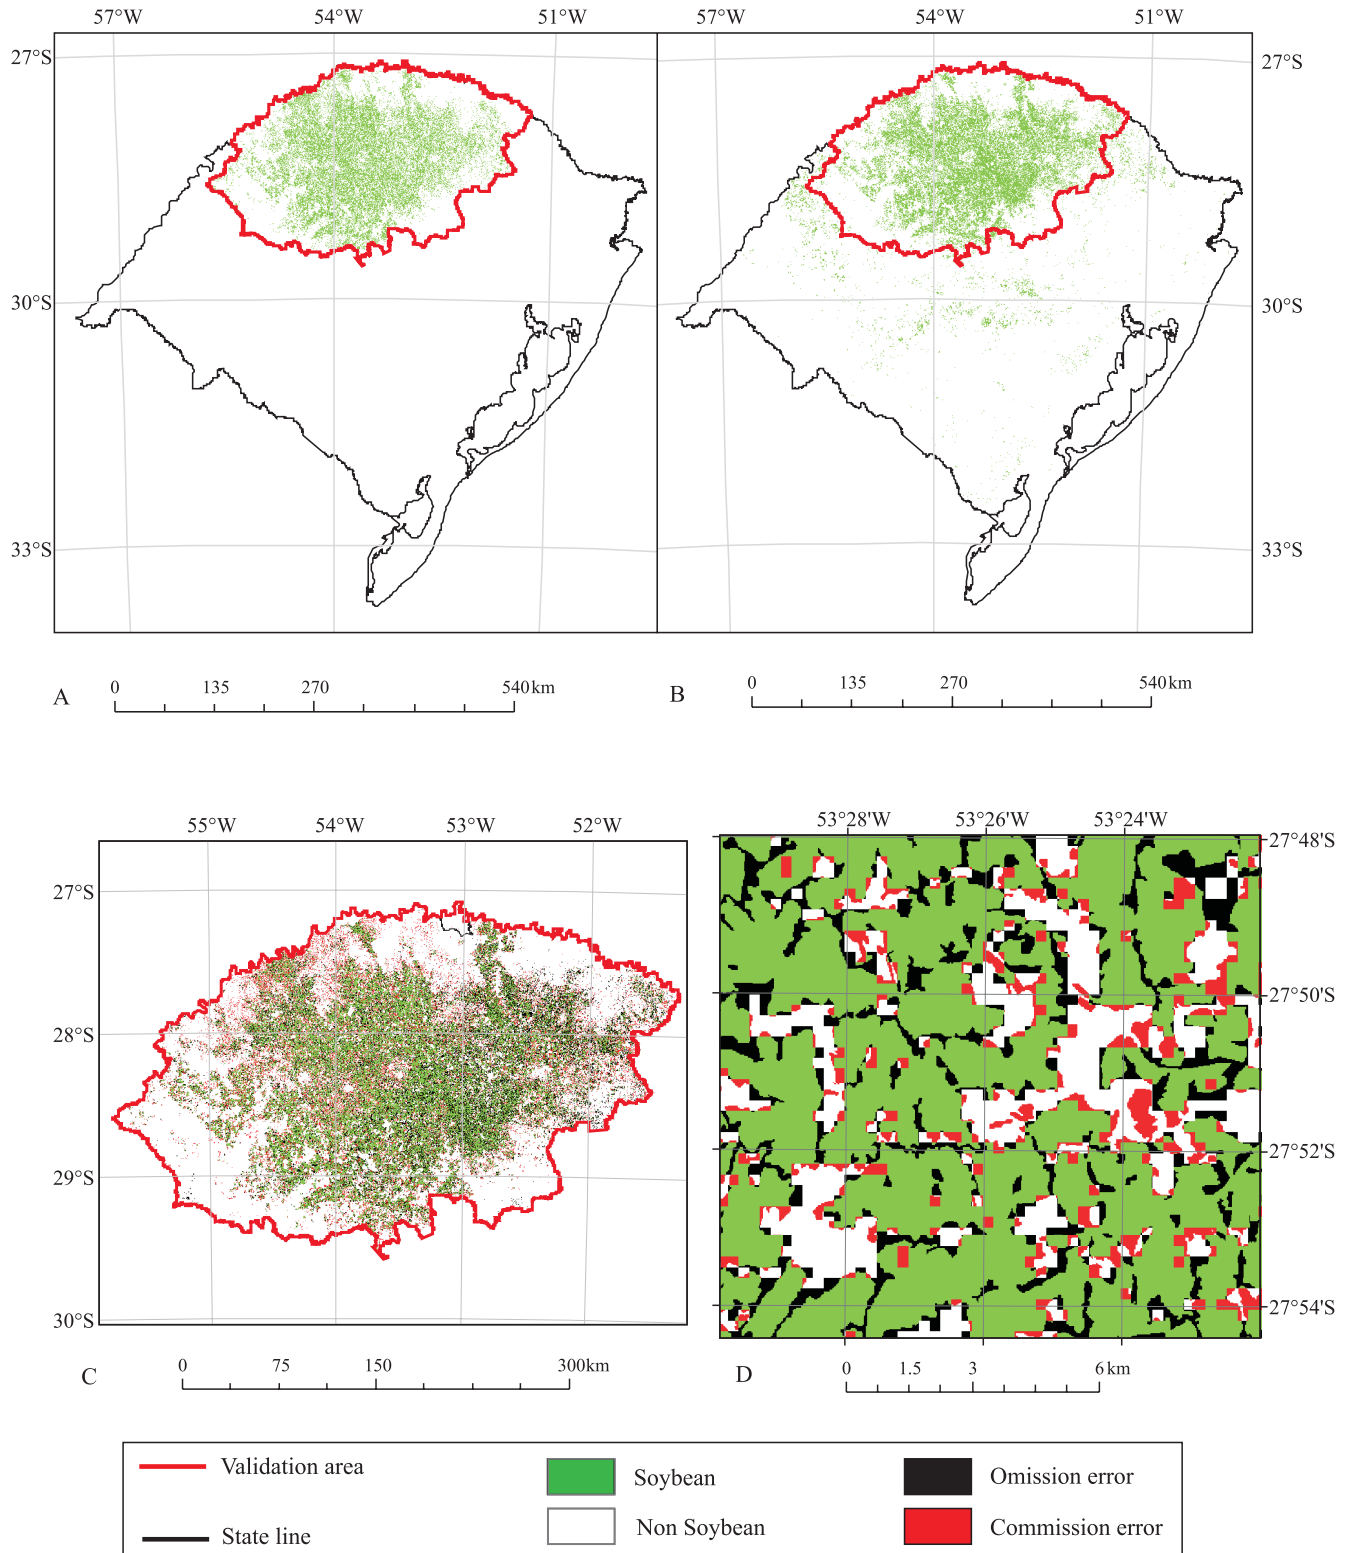 57°W 54°W 51°W 57°W 54°W 51°W
27°S 27°S
30°S 30°S
33°S 33°S
A 0 135 270 540km
B 0 135 270 540km
55°W 54°W 53°W 52°W
27°S
28°S
29°S
30°S
53°28'W 53°26'W 53°24'W
27°48'S
27°50'S
27°52'S
27°54'S
C 0 75 150 300km
D 0 1.5 3 6km
Validation area
State line
Soybean
Non Soybean
Omission error
Commission error